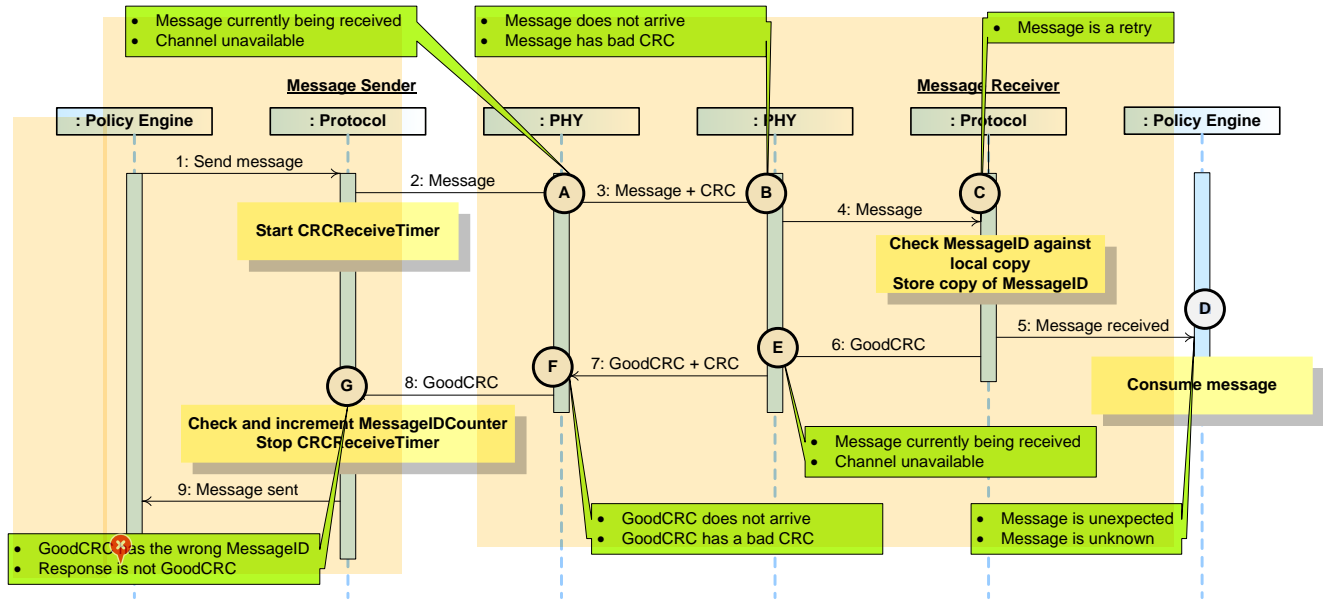 • Message currently being received
• Channel unavailable
• Message does not arrive
• Message has bad CRC
• Message is a retry
Message Sender
Message Receiver
: Policy Engine
: Protocol
: PHY
: PHY
: Protocol
: Policy Engine
1: Send message
2: Message
A
3: Message + CRC
B
4: Message
C
Start CRCReceiveTimer
Check MessageID against
local copy
Store copy of MessageID
D
5: Message received
6: GoodCRC
E
7: GoodCRC + CRC
F
8: GoodCRC
G
Consume message
Check and increment MessageIDCounter
Stop CRCReceiveTimer
• Message currently being received
• Channel unavailable
9: Message sent
• GoodCRC does not arrive
• GoodCRC has a bad CRC
• Message is unexpected
• Message is unknown
• GoodCRC has the wrong MessageID
• Response is not GoodCRC